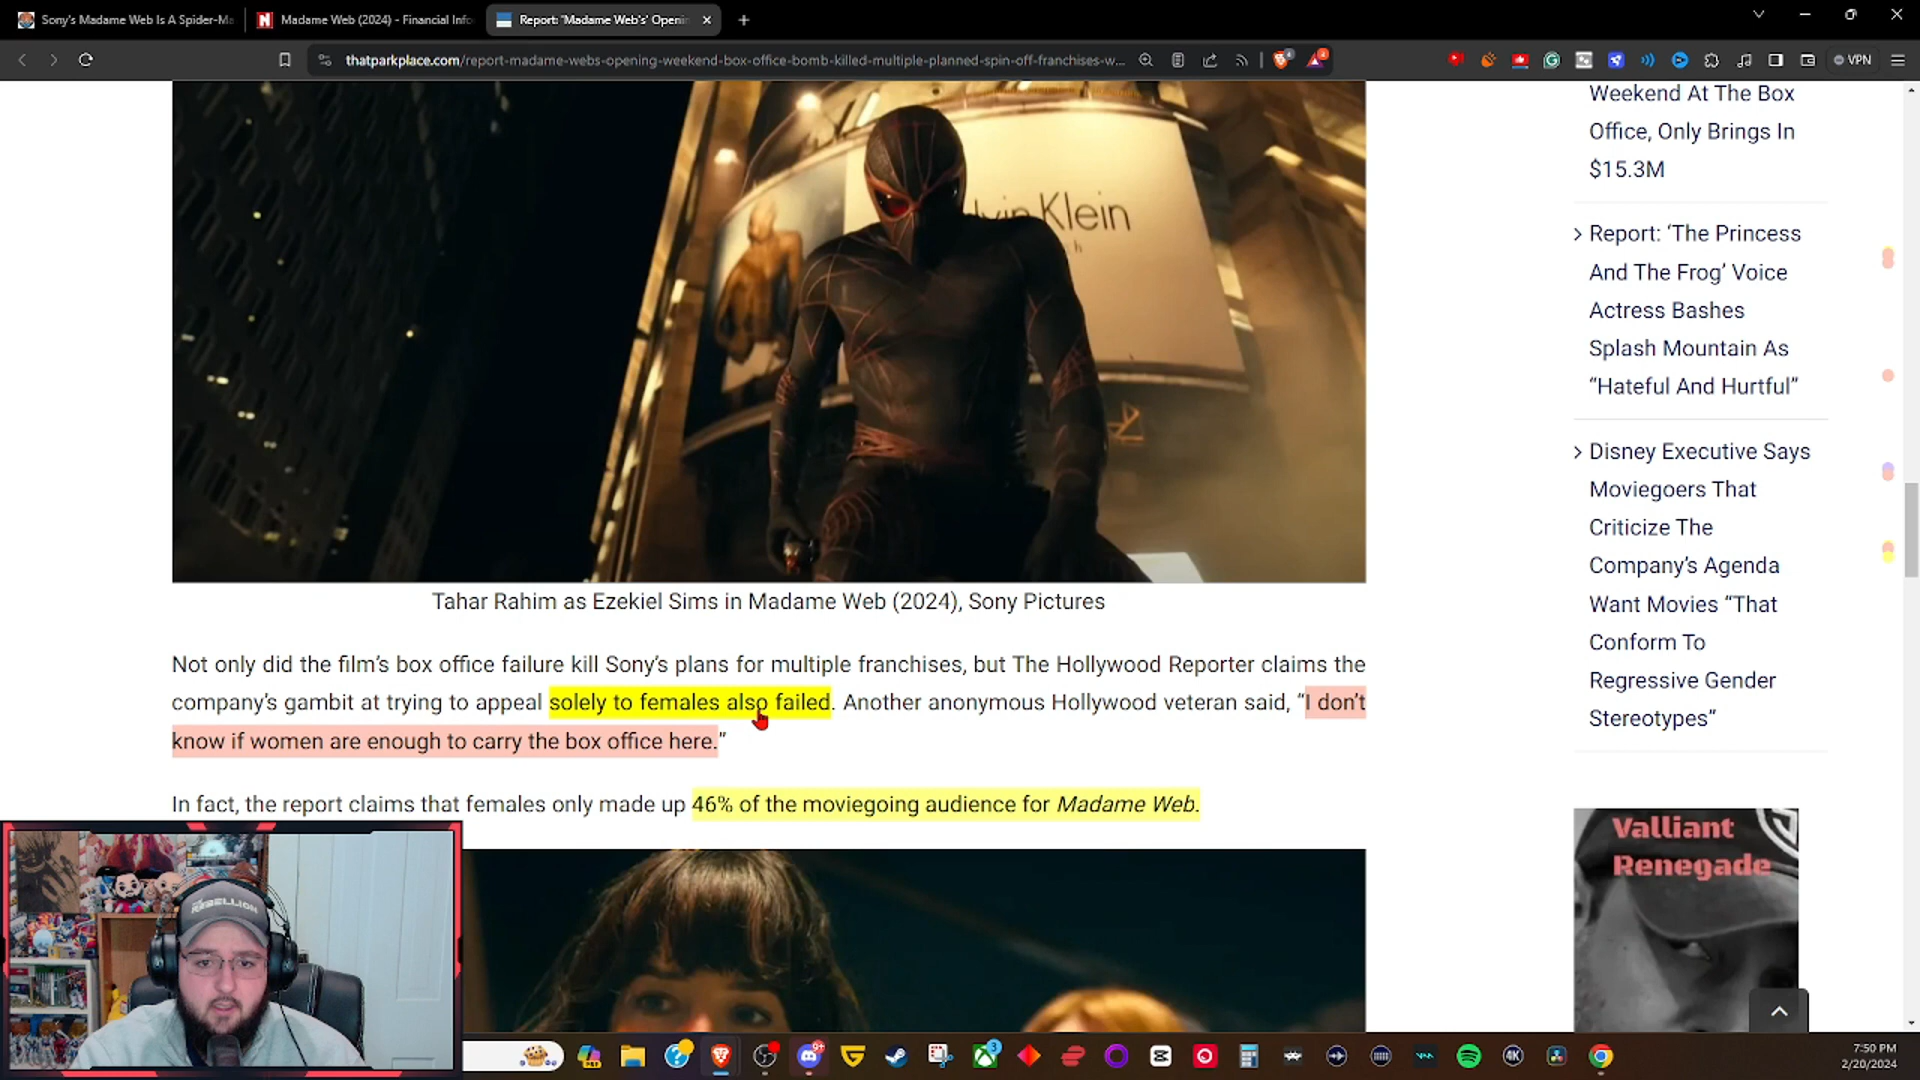 Sony's Madame Web Is A Spider-Ma
Madame Web (2024) - Financial Info
Report: 'Madame Web's' Openi
thatparkplace.com/report-madame-webs-opening-weekend-box-office-bomb-killed-multiple-planned-spin-off-franchises-w...
VPN
Klein
Tahar Rahim as Ezekiel Sims in Madame Web (2024), Sony Pictures
Not only did the film's box office failure kill Sony's plans for multiple franchises, but The Hollywood Reporter claims the
company's gambit at trying to appeal solely to females also failed. Another anonymous Hollywood veteran said, “I don't
know if women are enough to carry the box office here.”
In fact, the report claims that females only made up 46% of the moviegoing audience for Madame Web.
Weekend At The Box
Office, Only Brings In
$15.3M
Report: ‘The Princess
And The Frog’ Voice
Actress Bashes
Splash Mountain As
“Hateful And Hurtful”
Disney Executive Says
Moviegoers That
Criticize The
Company’s Agenda
Want Movies “That
Conform To
Regressive Gender
Stereotypes”
Valliant
Renegade
REBELLION
7:50 PM
2/20/2024